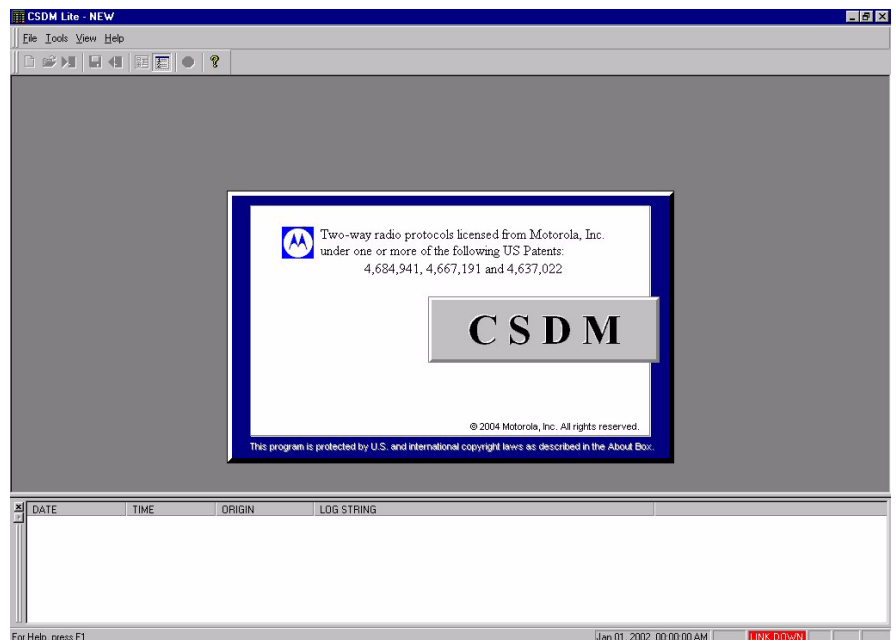 CSDM Lite - NEW
File Tools View Help
Two-way radio protocols licensed from Motorola, Inc.
under one or more of the following US Patents:
4,684,941, 4,667,191 and 4,637,022
CSDM
© 2004 Motorola, Inc. All rights reserved.
This program is protected by U.S. and international copyright laws as described in the About Box.
DATE TIME ORIGIN LOG STRING
For Help, press F1 Jan 01, 2002 00:00:00 AM LINK DOWN